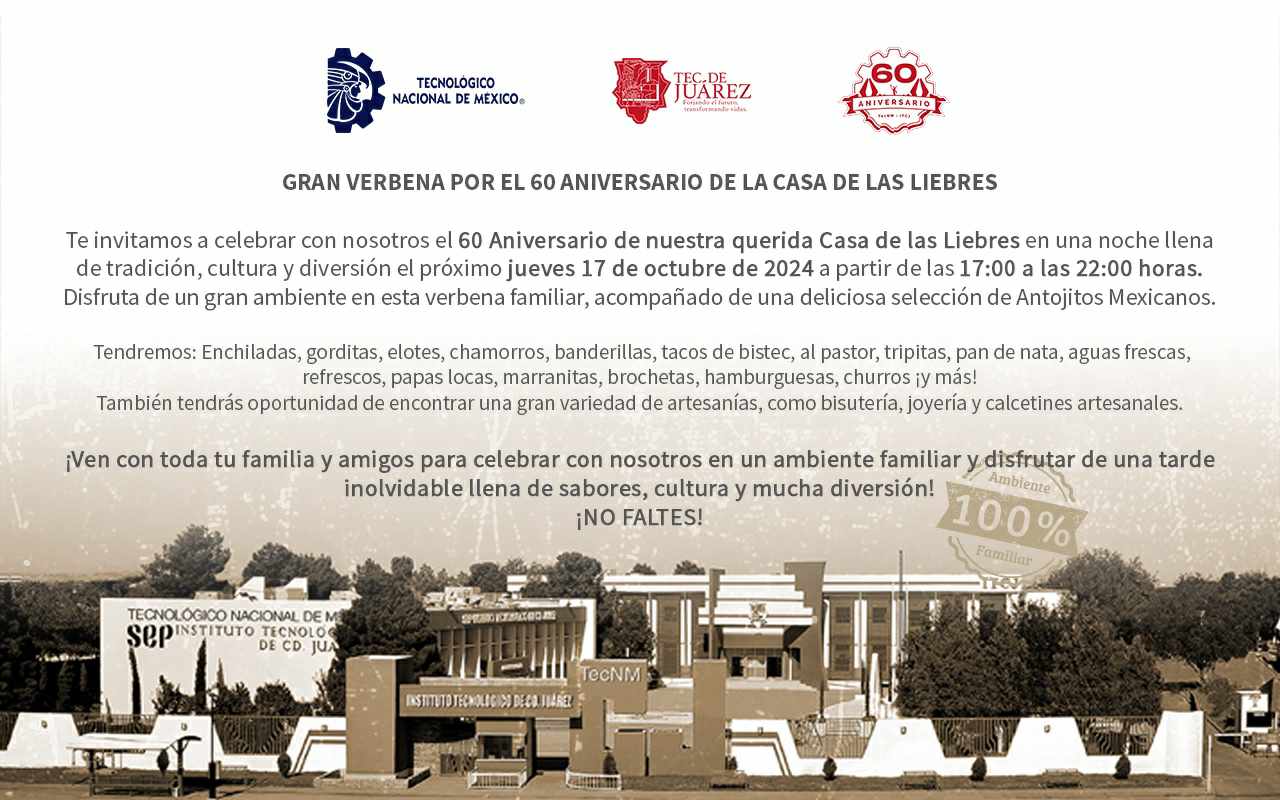 TECNOLÓGICO
NACIONAL DE MÉXICO®
TEC. DE
JUÁREZ
Forjando el futuro,
transformando vidas.
60
ANIVERSARIO
TecNM - ITCJ
GRAN VERBENA POR EL 60 ANIVERSARIO DE LA CASA DE LAS LIEBRES
Te invitamos a celebrar con nosotros el 60 Aniversario de nuestra querida Casa de las Liebres en una noche llena
de tradición, cultura y diversión el próximo jueves 17 de octubre de 2024 a partir de las 17:00 a las 22:00 horas.
Disfruta de un gran ambiente en esta verbena familiar, acompañado de una deliciosa selección de Antojitos Mexicanos.
Tendremos: Enchiladas, gorditas, elotes, chamorros, banderillas, tacos de bistec, al pastor, tripitas, pan de nata, aguas frescas,
refrescos, papas locas, marranitas, brochetas, hamburguesas, churros ¡y más!
También tendrás oportunidad de encontrar una gran variedad de artesanías, como bisutería, joyería y calcetines artesanales.
¡Ven con toda tu familia y amigos para celebrar con nosotros en un ambiente familiar y disfrutar de una tarde
inolvidable llena de sabores, cultura y mucha diversión!
¡NO FALTES!
Ambiente
100%
Familiar
ITCJ
TECNOLÓGICO NACIONAL DE MÉ
SEP INSTITUTO TECNOLÓG
DE CD. JUÁ
TecNM
INSTITUTO TECNOLOGICO DE CD. JUÁREZ